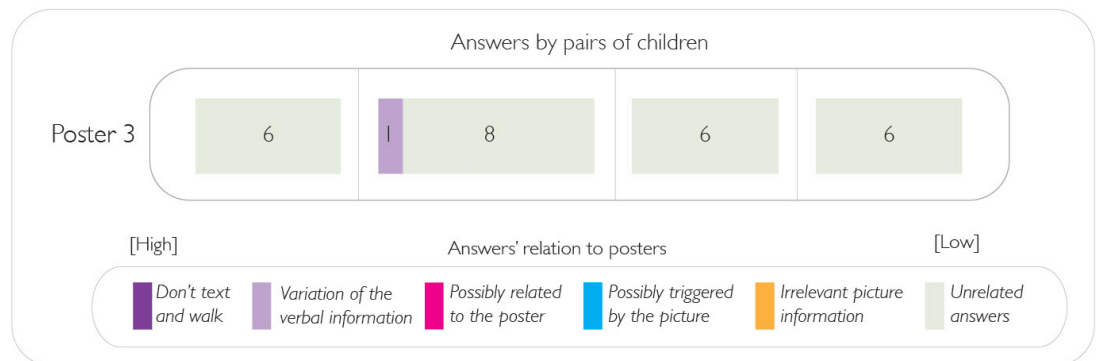 Answers by pairs of children
Poster 3
6
1
8
6
6
[High]
Answers' relation to posters
[Low]
Don't text
and walk
Variation of the
verbal information
Possibly related
to the poster
Possibly triggered
by the picture
Irrelevant picture
information
Unrelated
answers